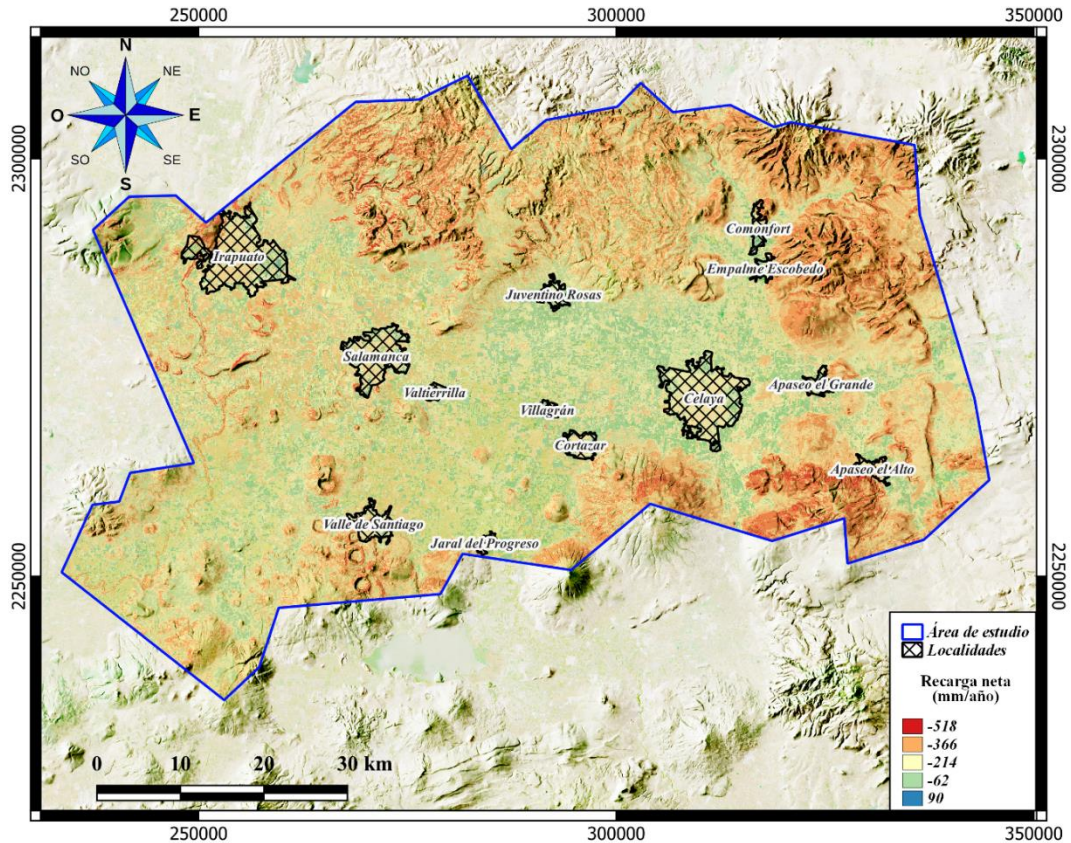 250000
300000
350000
N
NO
NE
O
E
SO
SE
S
2300000
2300000
Irapuato
Comonfort
Empalme Escobedo
Juventino Rosas
Salamanca
Valtierrilla
Apaseo el Grande
Celaya
Villagrán
Cortazar
Apaseo el Alto
Valle de Santiago
Jaral del Progreso
2250000
2250000
Área de estudio
Localidades
Recarga neta
(mm/año)
-518
-366
-214
-62
90
0 10 20 30 km
250000
300000
350000